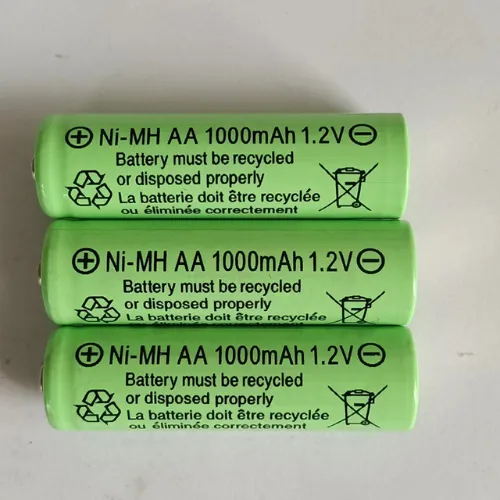 ⊕ Ni-MH AA 1000mAh 1.2V ⊖
Battery must be recycled
or disposed properly
La batterie doit être recyclée
ou éliminée correctement
⊕ Ni-MH AA 1000mAh 1.2V ⊖
Battery must be recycled
or disposed properly
La batterie doit être recyclée
⊕ Ni-MH AA 1000mAh 1.2V ⊖
Battery must be recycled
or disposed properly
La batterie doit être recyclée
ou éliminée correctement